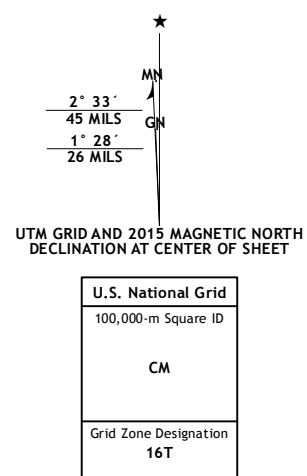 MN
2° 33´
45 MILS
GN
1° 28´
26 MILS
UTM GRID AND 2015 MAGNETIC NORTH
DECLINATION AT CENTER OF SHEET
U.S. National Grid
100,000-m Square ID
CM
Grid Zone Designation
16T